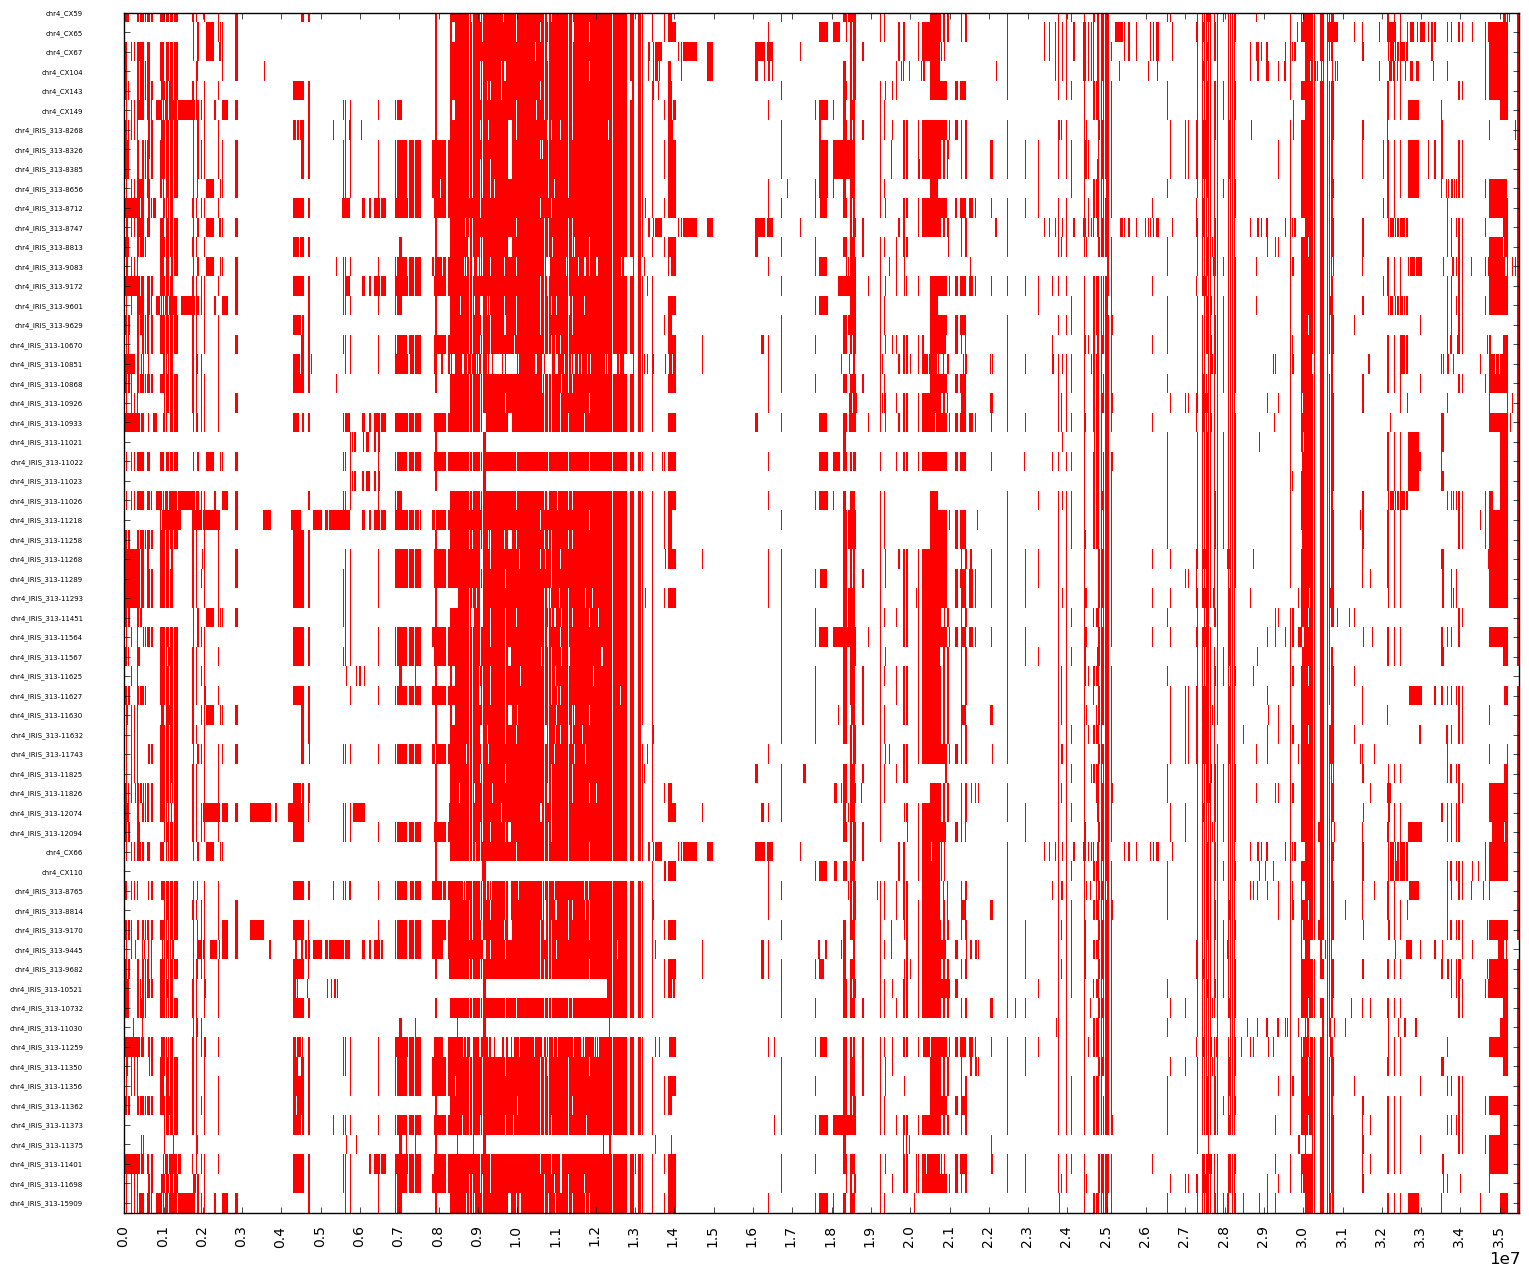 chr4_CX59
chr4_CX65
chr4_CX67
chr4_CX104
chr4_CX143
chr4_CX149
chr4_IRIS_313-8268
chr4_IRIS_313-8326
chr4_IRIS_313-8385
chr4_IRIS_313-8656
chr4_IRIS_313-8712
chr4_IRIS_313-8747
chr4_IRIS_313-8813
chr4_IRIS_313-9083
chr4_IRIS_313-9172
chr4_IRIS_313-9601
chr4_IRIS_313-9629
chr4_IRIS_313-10670
chr4_IRIS_313-10851
chr4_IRIS_313-10868
chr4_IRIS_313-10926
chr4_IRIS_313-10933
chr4_IRIS_313-11021
chr4_IRIS_313-11022
chr4_IRIS_313-11023
chr4_IRIS_313-11026
chr4_IRIS_313-11218
chr4_IRIS_313-11258
chr4_IRIS_313-11268
chr4_IRIS_313-11289
chr4_IRIS_313-11293
chr4_IRIS_313-11451
chr4_IRIS_313-11564
chr4_IRIS_313-11567
chr4_IRIS_313-11625
chr4_IRIS_313-11627
chr4_IRIS_313-11630
chr4_IRIS_313-11632
chr4_IRIS_313-11743
chr4_IRIS_313-11825
chr4_IRIS_313-11826
chr4_IRIS_313-12074
chr4_IRIS_313-12094
chr4_CX66
chr4_CX110
chr4_IRIS_313-8765
chr4_IRIS_313-8814
chr4_IRIS_313-9170
chr4_IRIS_313-9445
chr4_IRIS_313-9682
chr4_IRIS_313-10521
chr4_IRIS_313-10732
chr4_IRIS_313-11030
chr4_IRIS_313-11259
chr4_IRIS_313-11350
chr4_IRIS_313-11356
chr4_IRIS_313-11362
chr4_IRIS_313-11373
chr4_IRIS_313-11375
chr4_IRIS_313-11401
chr4_IRIS_313-11698
chr4_IRIS_313-15909
0.0 0.1 0.2 0.3 0.4 0.5 0.6 0.7 0.8 0.9 1.0 1.1 1.2 1.3 1.4 1.5 1.6 1.7 1.8 1.9 2.0 2.1 2.2 2.3 2.4 2.5 2.6 2.7 2.8 2.9 3.0 3.1 3.2 3.3 3.4 3.5
1e7